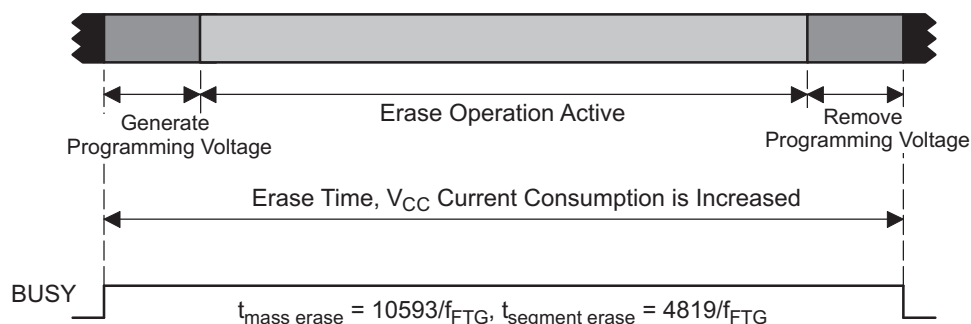 Generate
Programming Voltage
Erase Operation Active
Remove
Programming Voltage
Erase Time, VCC Current Consumption is Increased
BUSY
tmass erase = 10593/fFTG, tsegment erase = 4819/fFTG